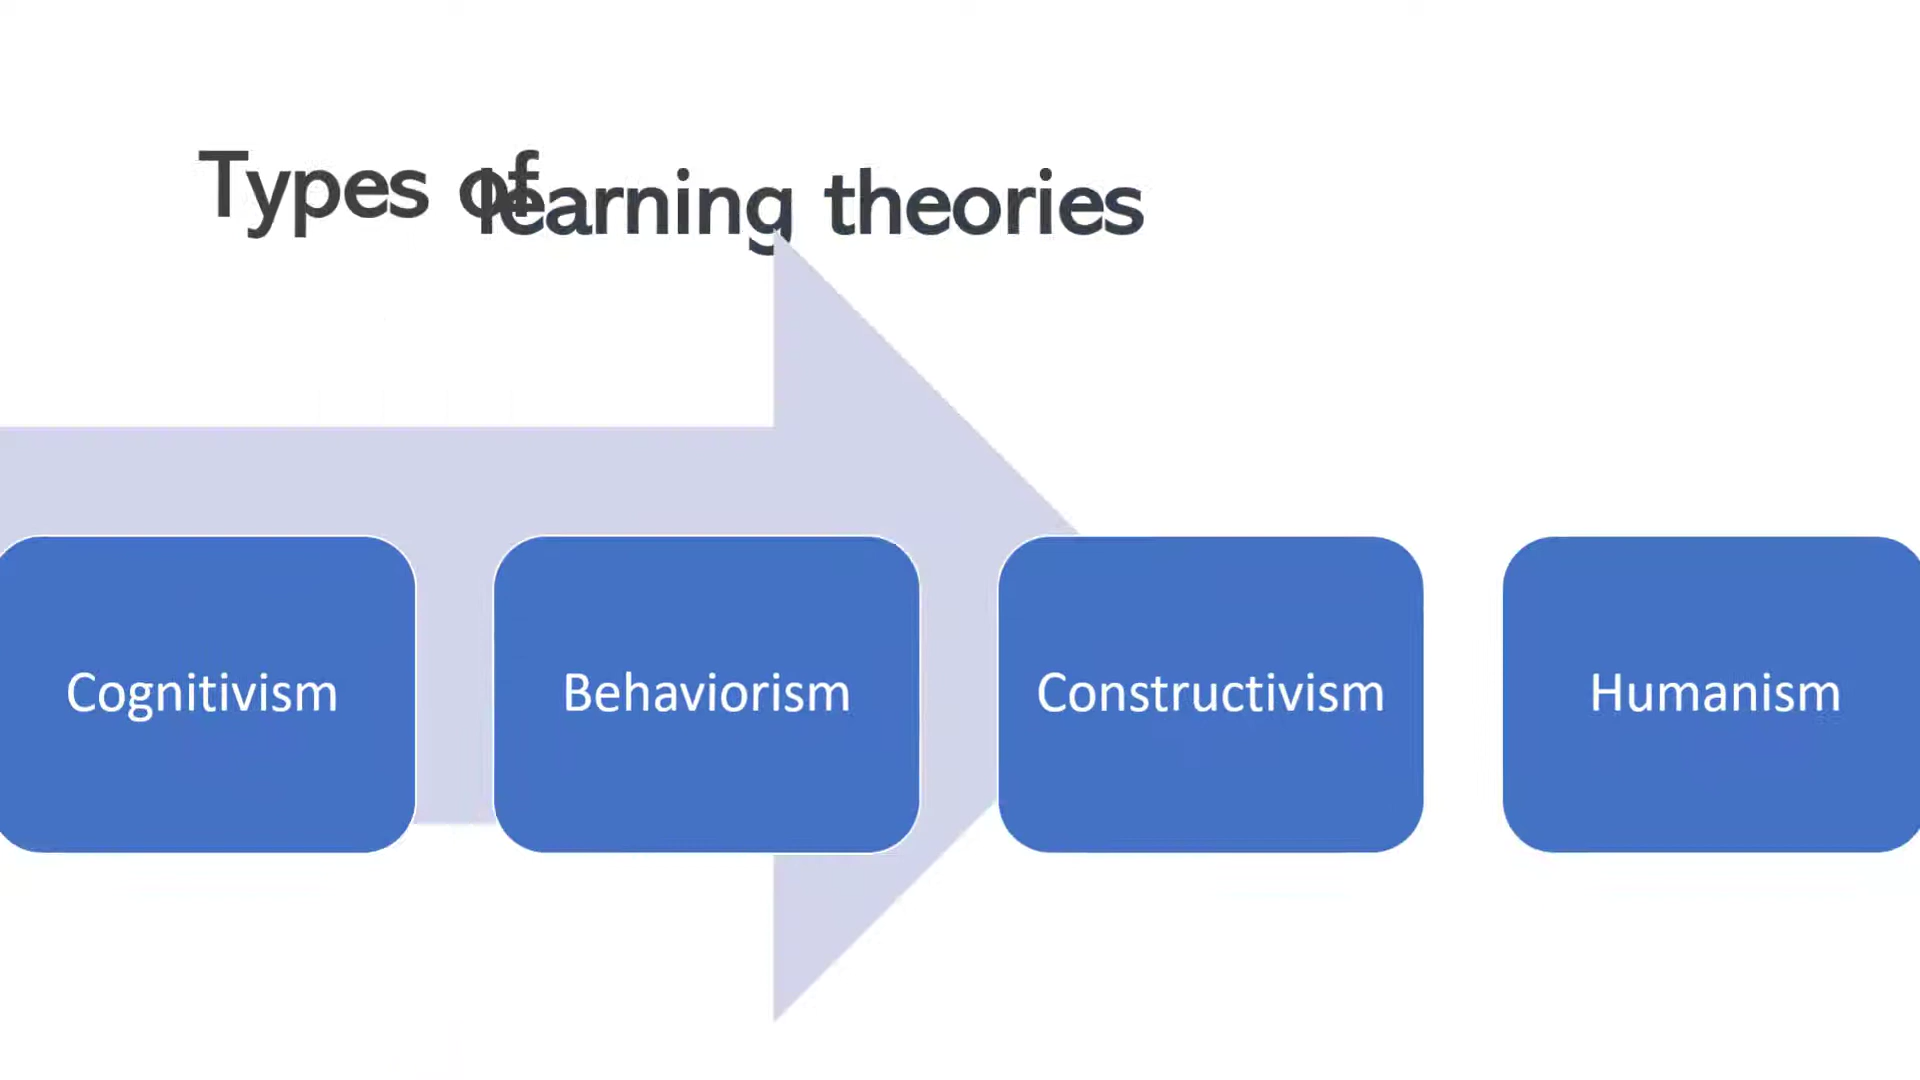 Types of learning theories
Cognitivism
Behaviorism
Constructivism
Humanism